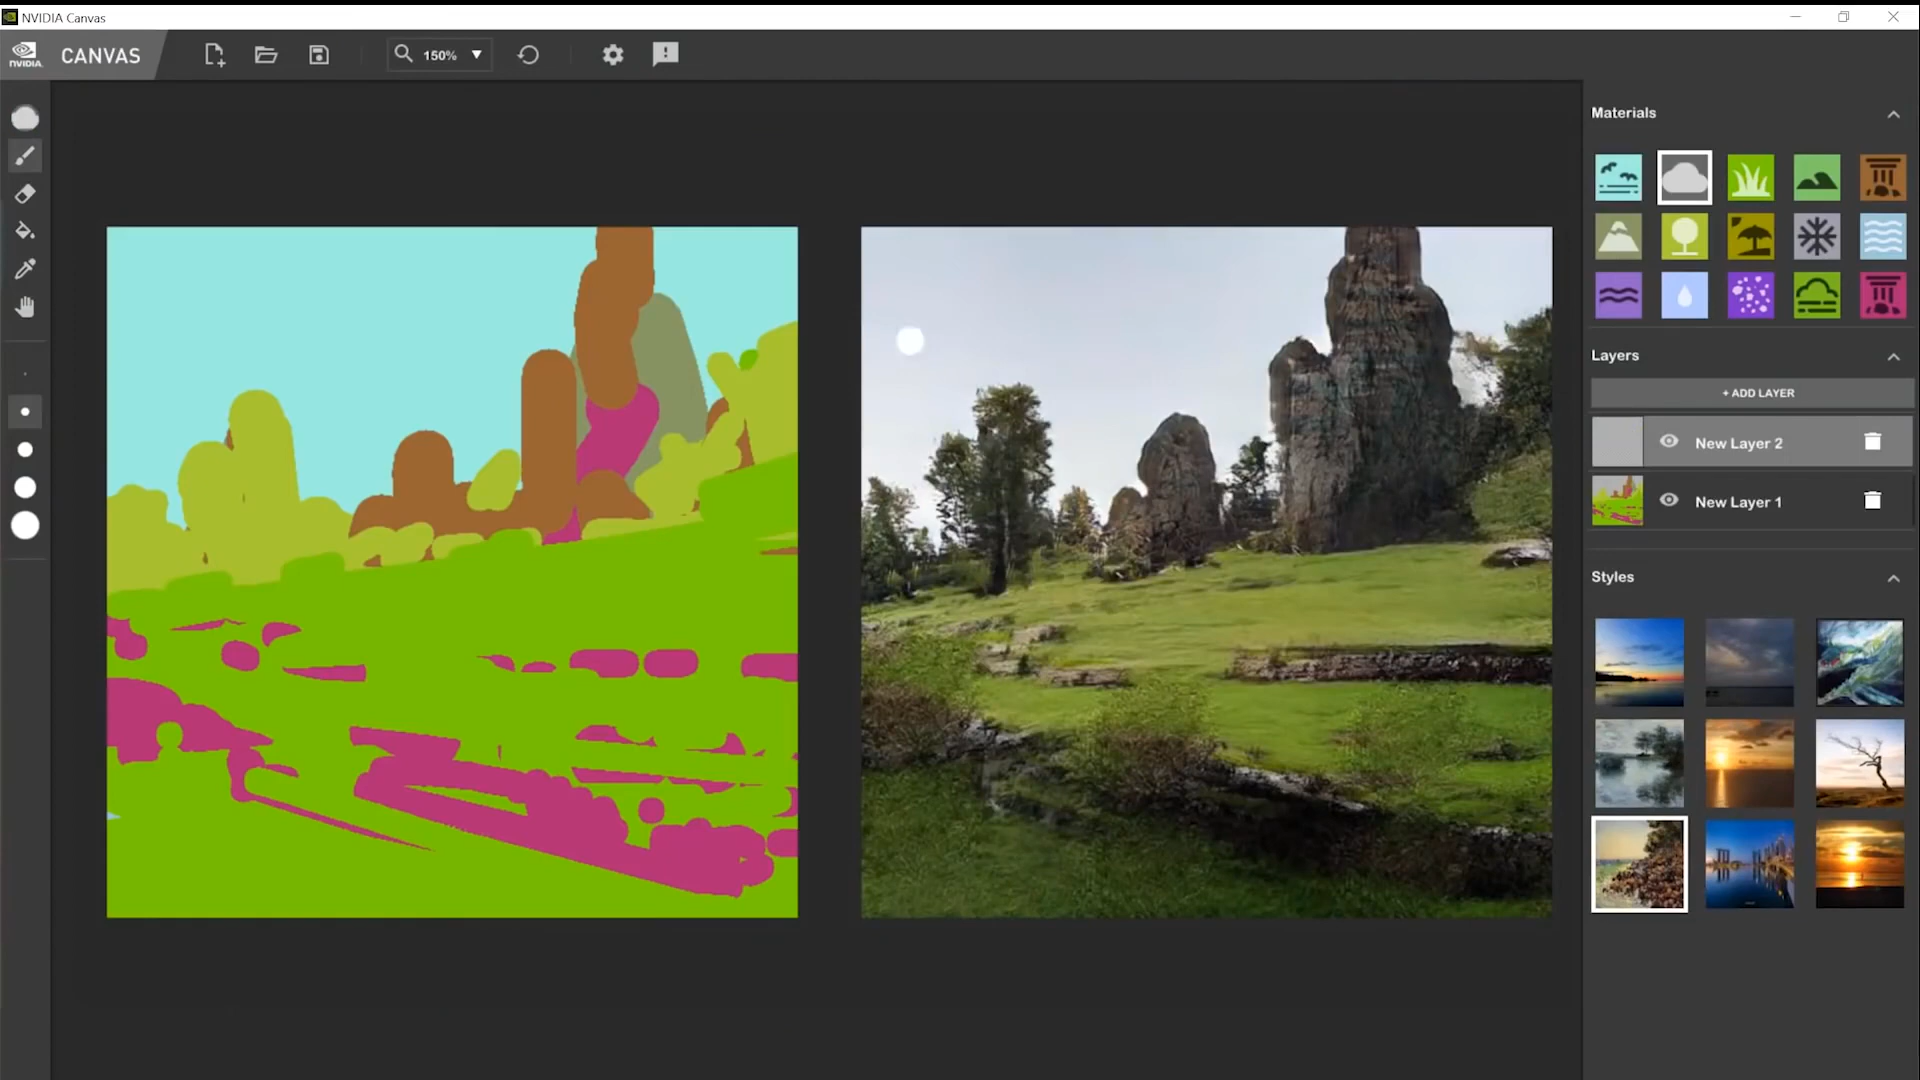 NVIDIA Canvas
NVIDIA.
CANVAS
150%
Materials
Layers
+ ADD LAYER
New Layer 2
New Layer 1
Styles